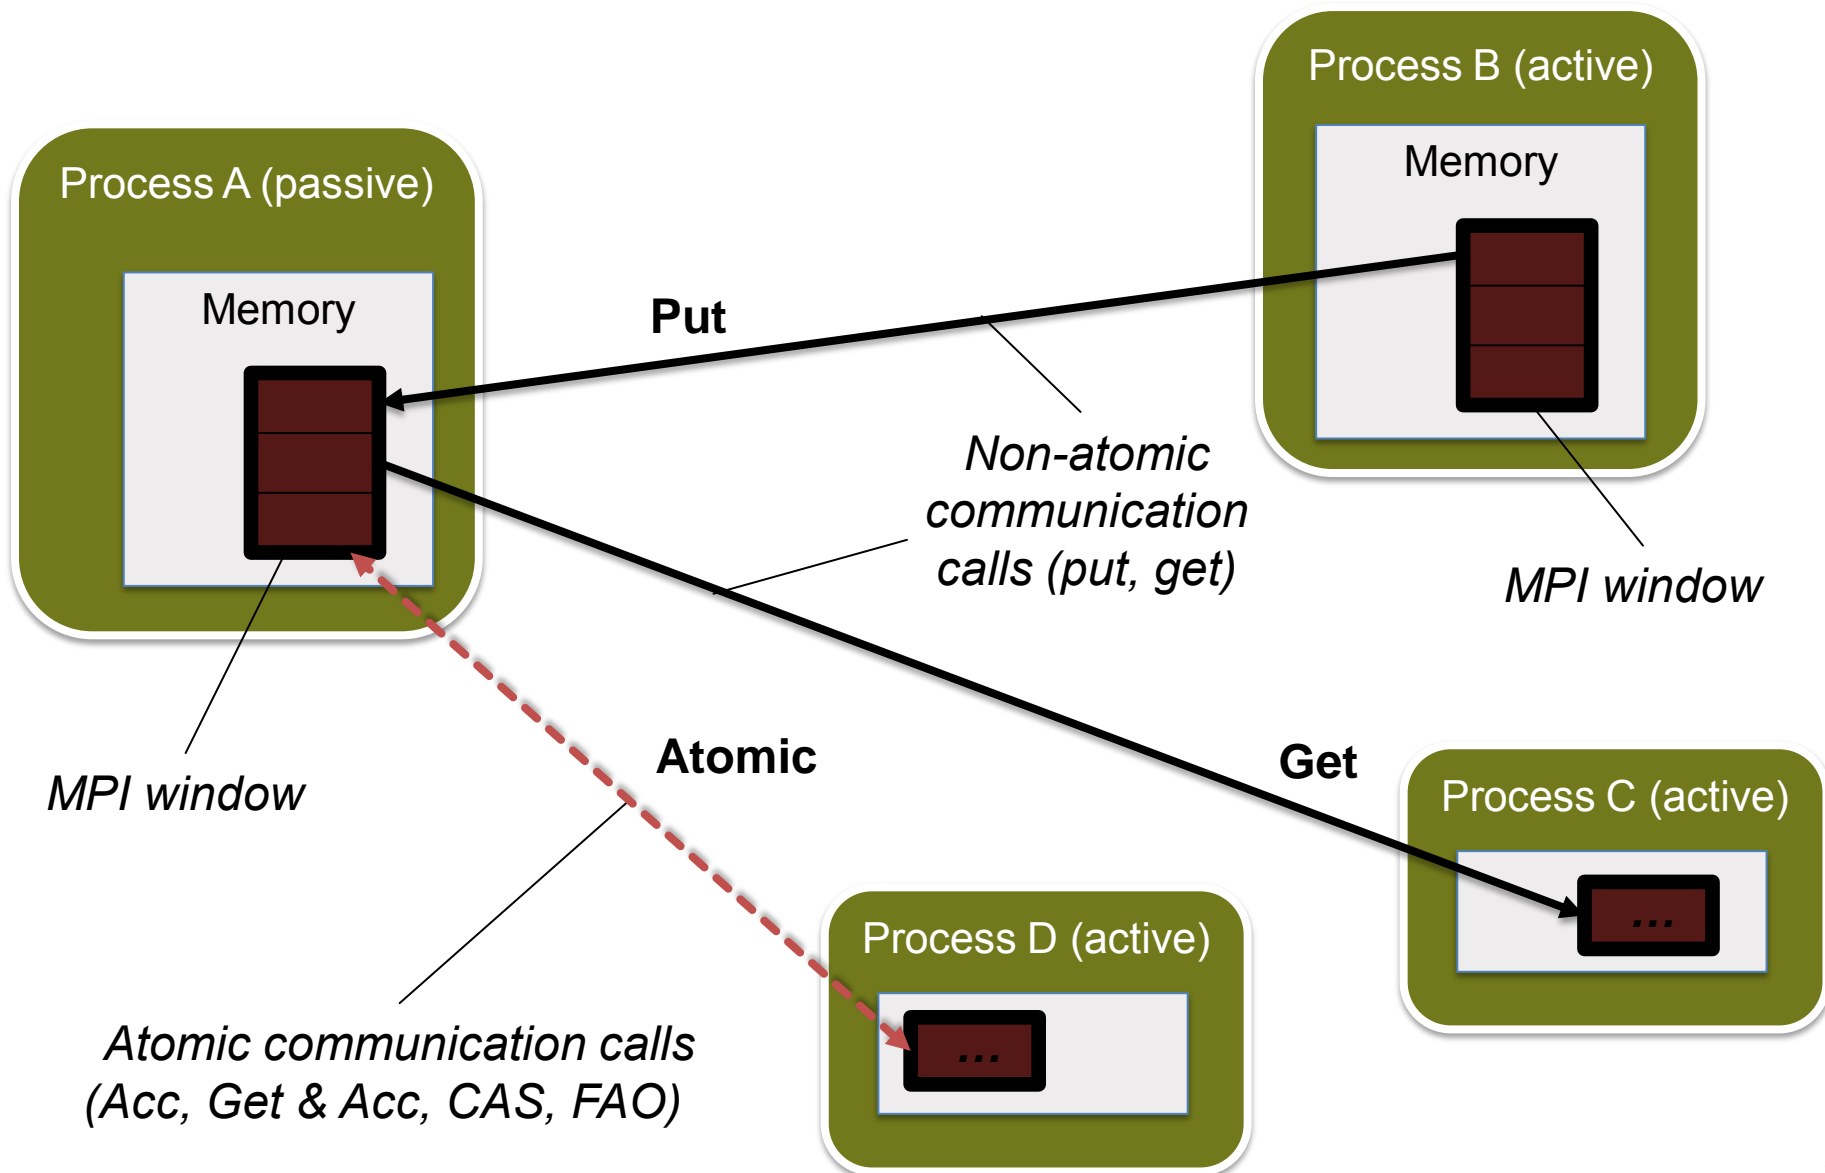 Process B (active)
Memory
Process A (passive)
Memory
Put
Non-atomic
communication
calls (put, get)
MPI window
MPI window
Atomic
Get
Process C (active)
...
Process D (active)
...
Atomic communication calls
(Acc, Get & Acc, CAS, FAO)